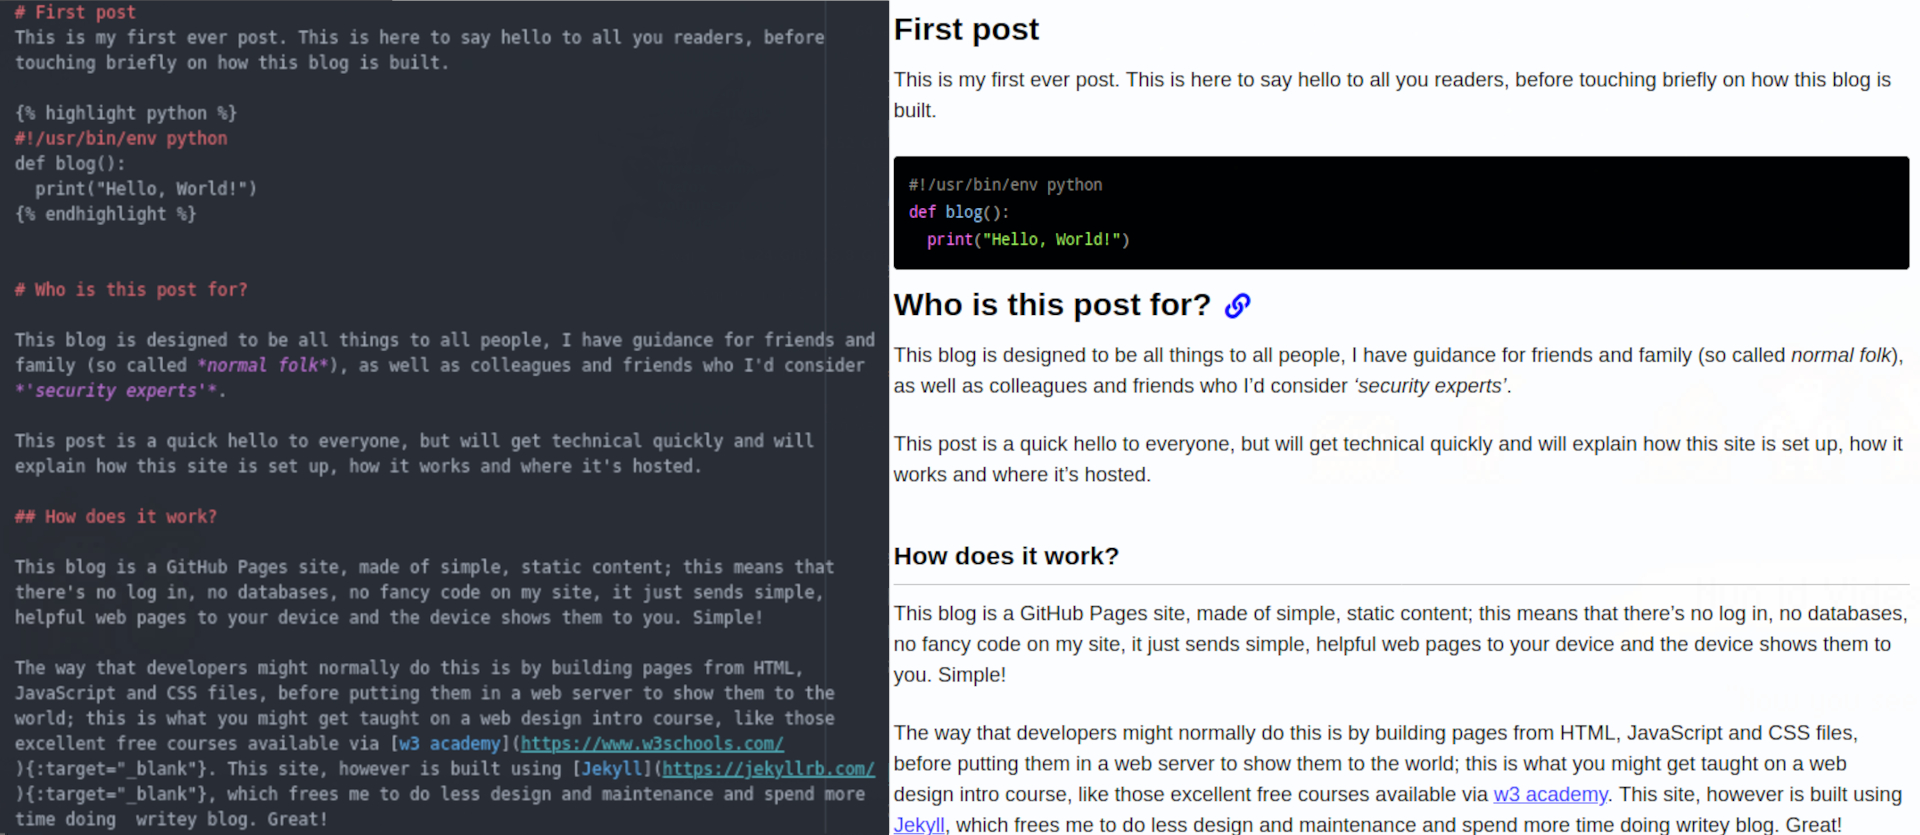 # First post
This is my first ever post. This is here to say hello to all you readers, before
touching briefly on how this blog is built.
{% highlight python %}
#!/usr/bin/env python
def blog():
  print("Hello, World!")
{% endhighlight %}
# Who is this post for?
This blog is designed to be all things to all people, I have guidance for friends and
family (so called *normal folk*), as well as colleagues and friends who I'd consider
*'security experts'*.
This post is a quick hello to everyone, but will get technical quickly and will
explain how this site is set up, how it works and where it's hosted.
## How does it work?
This blog is a GitHub Pages site, made of simple, static content; this means that
there's no log in, no databases, no fancy code on my site, it just sends simple,
helpful web pages to your device and the device shows them to you. Simple!
The way that developers might normally do this is by building pages from HTML,
JavaScript and CSS files, before putting them in a web server to show them to the
world; this is what you might get taught on a web design intro course, like those
excellent free courses available via [w3 academy](https://www.w3schools.com/
){:target="_blank"}. This site, however is built using [Jekyll](https://jekyllrb.com/
){:target="_blank"}, which frees me to do less design and maintenance and spend more
time doing  writey blog. Great!
First post
This is my first ever post. This is here to say hello to all you readers, before touching briefly on how this blog is
built.
#!/usr/bin/env python
def blog():
  print("Hello, World!")
Who is this post for?
This blog is designed to be all things to all people, I have guidance for friends and family (so called normal folk),
as well as colleagues and friends who I’d consider ‘security experts’.
This post is a quick hello to everyone, but will get technical quickly and will explain how this site is set up, how it
works and where it’s hosted.
How does it work?
This blog is a GitHub Pages site, made of simple, static content; this means that there’s no log in, no databases,
no fancy code on my site, it just sends simple, helpful web pages to your device and the device shows them to
you. Simple!
The way that developers might normally do this is by building pages from HTML, JavaScript and CSS files,
before putting them in a web server to show them to the world; this is what you might get taught on a web
design intro course, like those excellent free courses available via w3 academy. This site, however is built using
Jekyll, which frees me to do less design and maintenance and spend more time doing writey blog. Great!